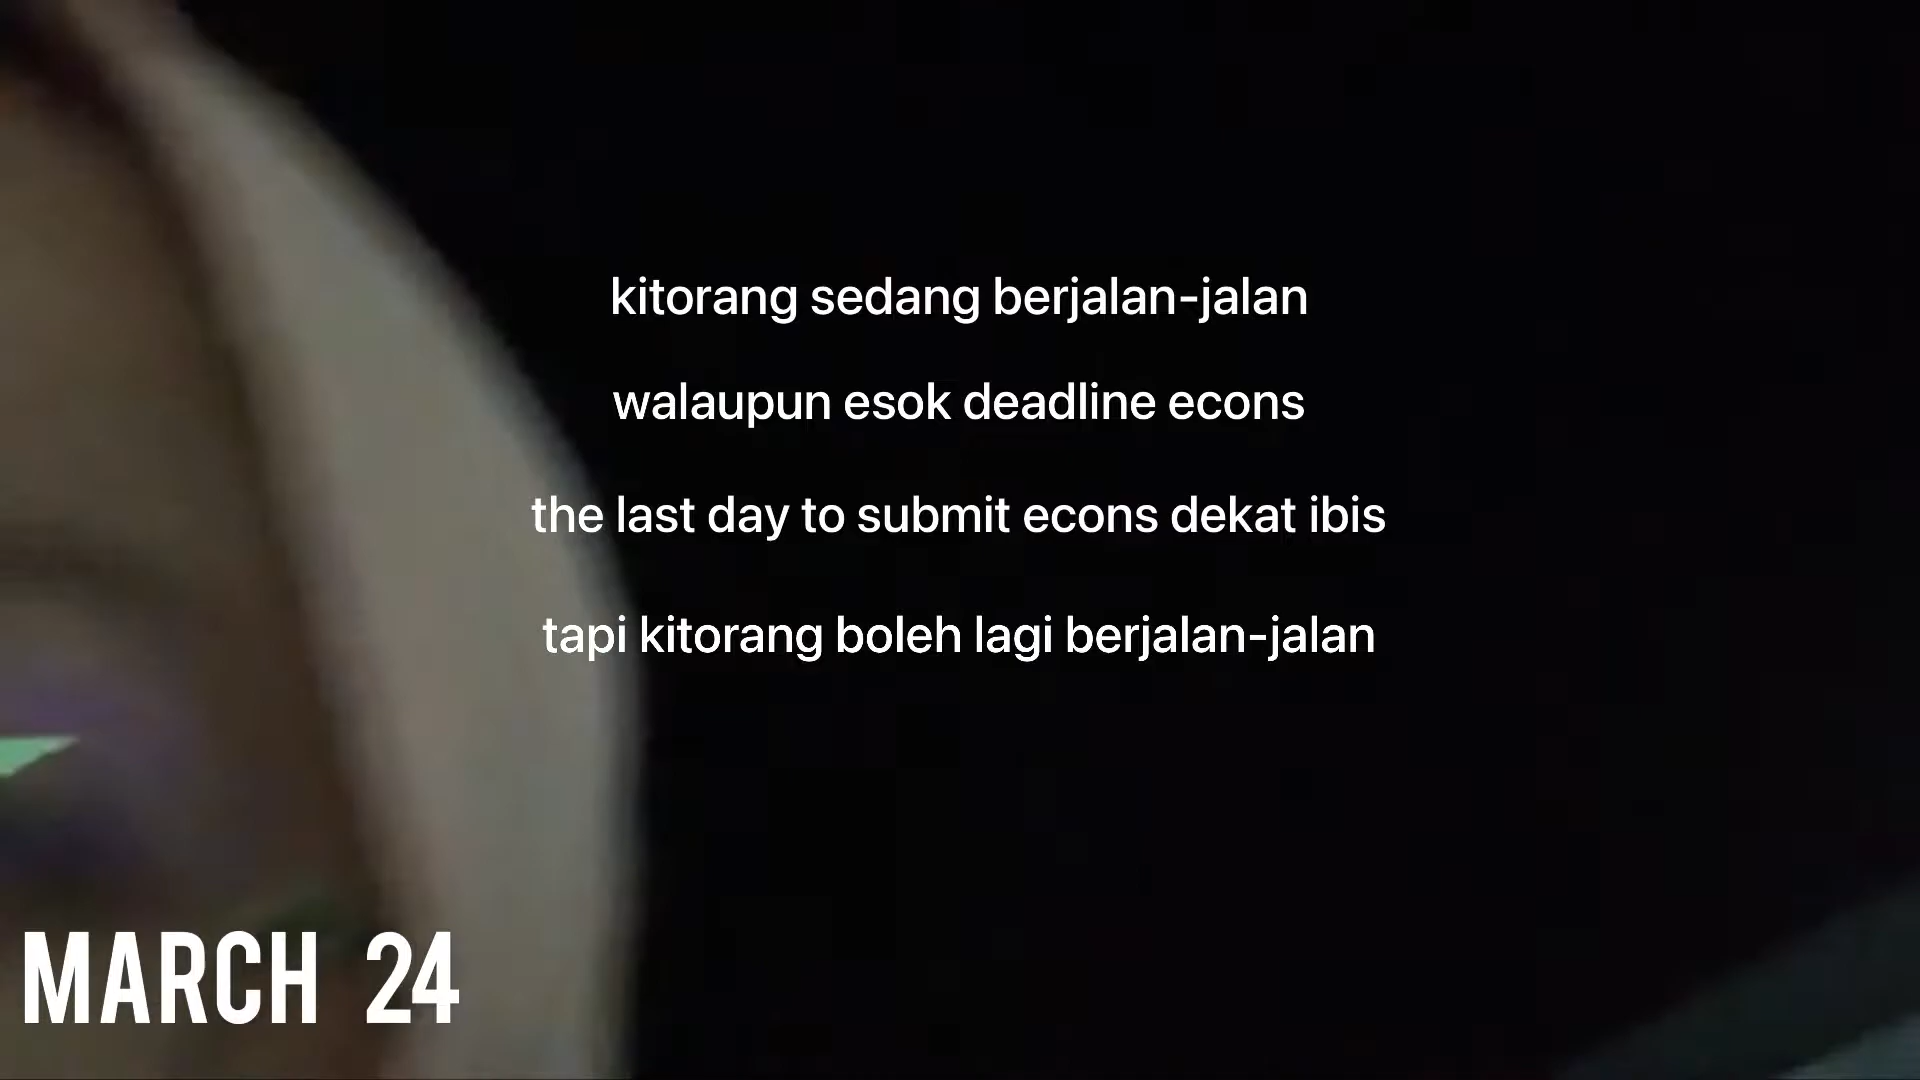 kitorang sedang berjalan-jalan
walaupun esok deadline econs
the last day to submit econs dekat ibis
tapi kitorang boleh lagi berjalan-jalan
MARCH 24